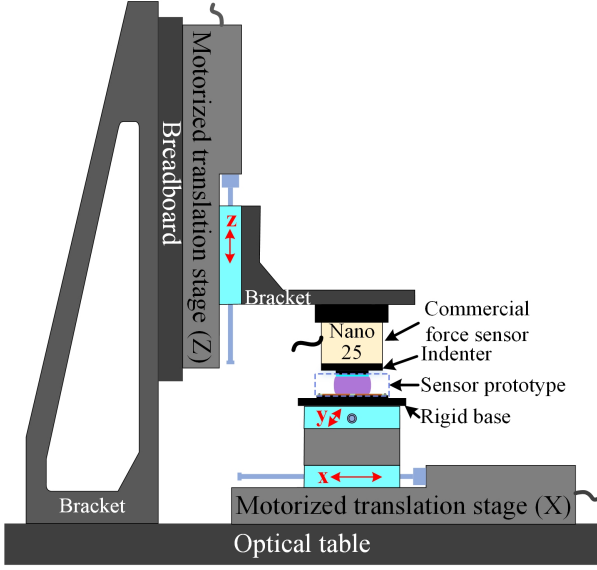 Motorized translation stage (Z)
Breadboard
z
Bracket
Nano
25
Commercial
force sensor
Indenter
Sensor prototype
Rigid base
y
x
Bracket
Motorized translation stage (X)
Optical table